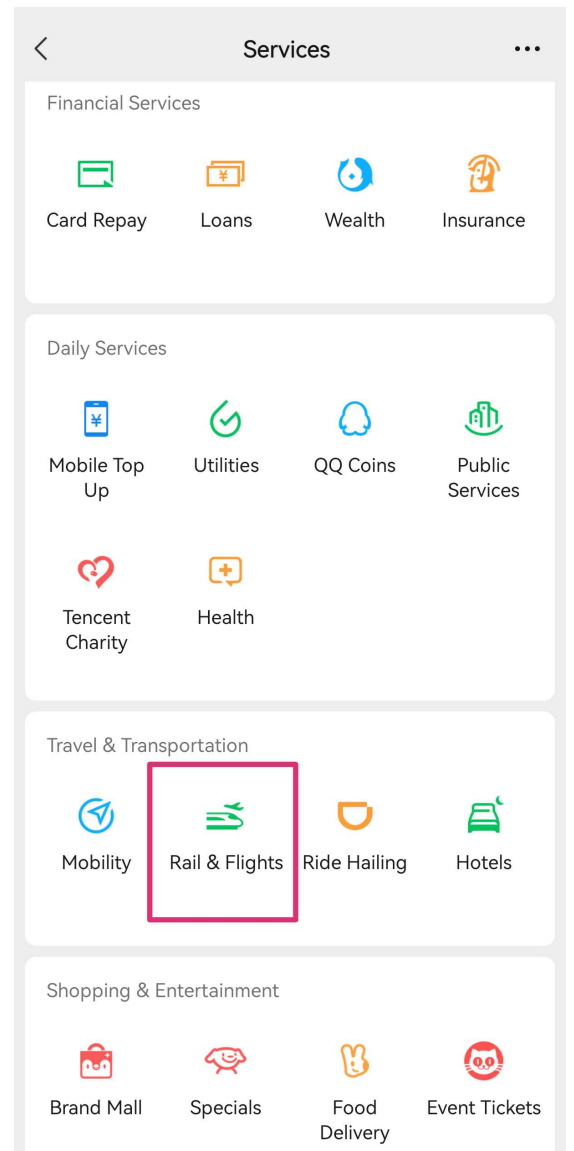 Services
Financial Services
Card Repay
Loans
Wealth
Insurance
Daily Services
Mobile Top
Up
Utilities
QQ Coins
Public
Services
Tencent
Charity
Health
Travel & Transportation
Mobility
Rail & Flights
Ride Hailing
Hotels
Shopping & Entertainment
Brand Mall
Specials
Food
Delivery
Event Tickets